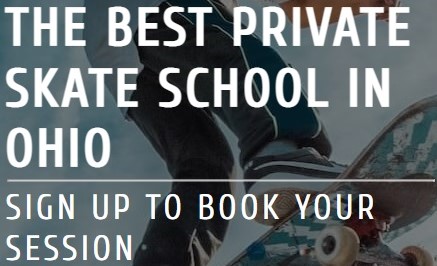 THE BEST PRIVATE
SKATE SCHOOL IN
OHIO
SIGN UP TO BOOK YOUR
SESSION